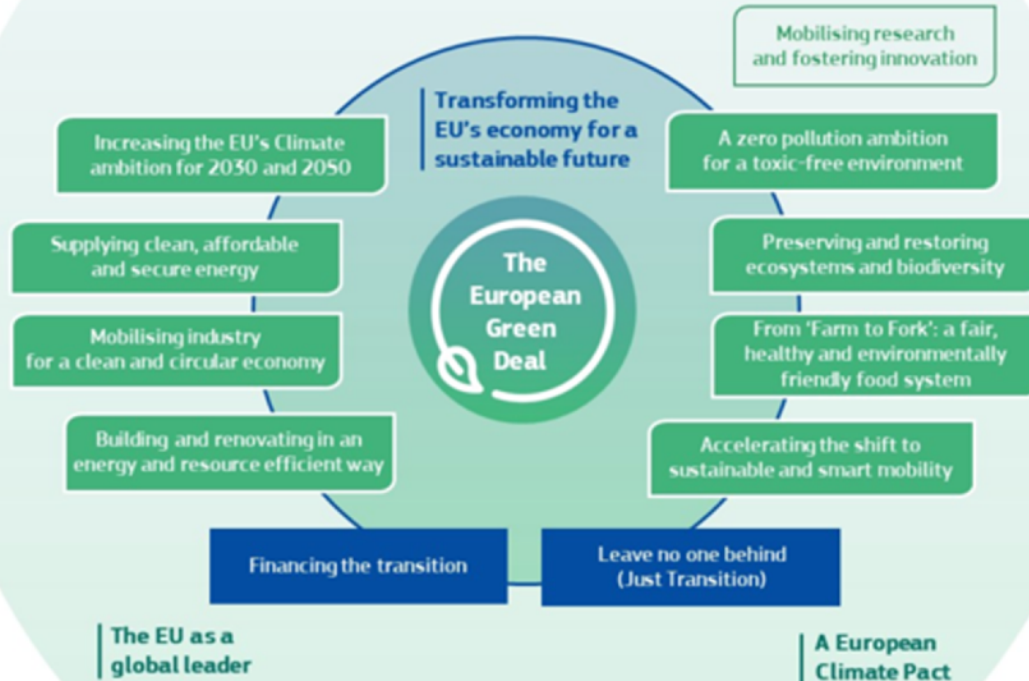 Mobilising research
and fostering innovation
Transforming the
EU's economy for a
sustainable future
Increasing the EU's Climate
ambition for 2030 and 2050
Supplying clean, affordable
and secure energy
Mobilising industry
for a clean and circular economy
Building and renovating in an
energy and resource efficient way
The
European
Green
Deal
A zero pollution ambition
for a toxic-free environment
Preserving and restoring
ecosystems and biodiversity
From ‘Farm to Fork’: a fair,
healthy and environmentally
friendly food system
Accelerating the shift to
sustainable and smart mobility
Financing the transition
Leave no one behind
(Just Transition)
The EU as a
global leader
A European
Climate Pact